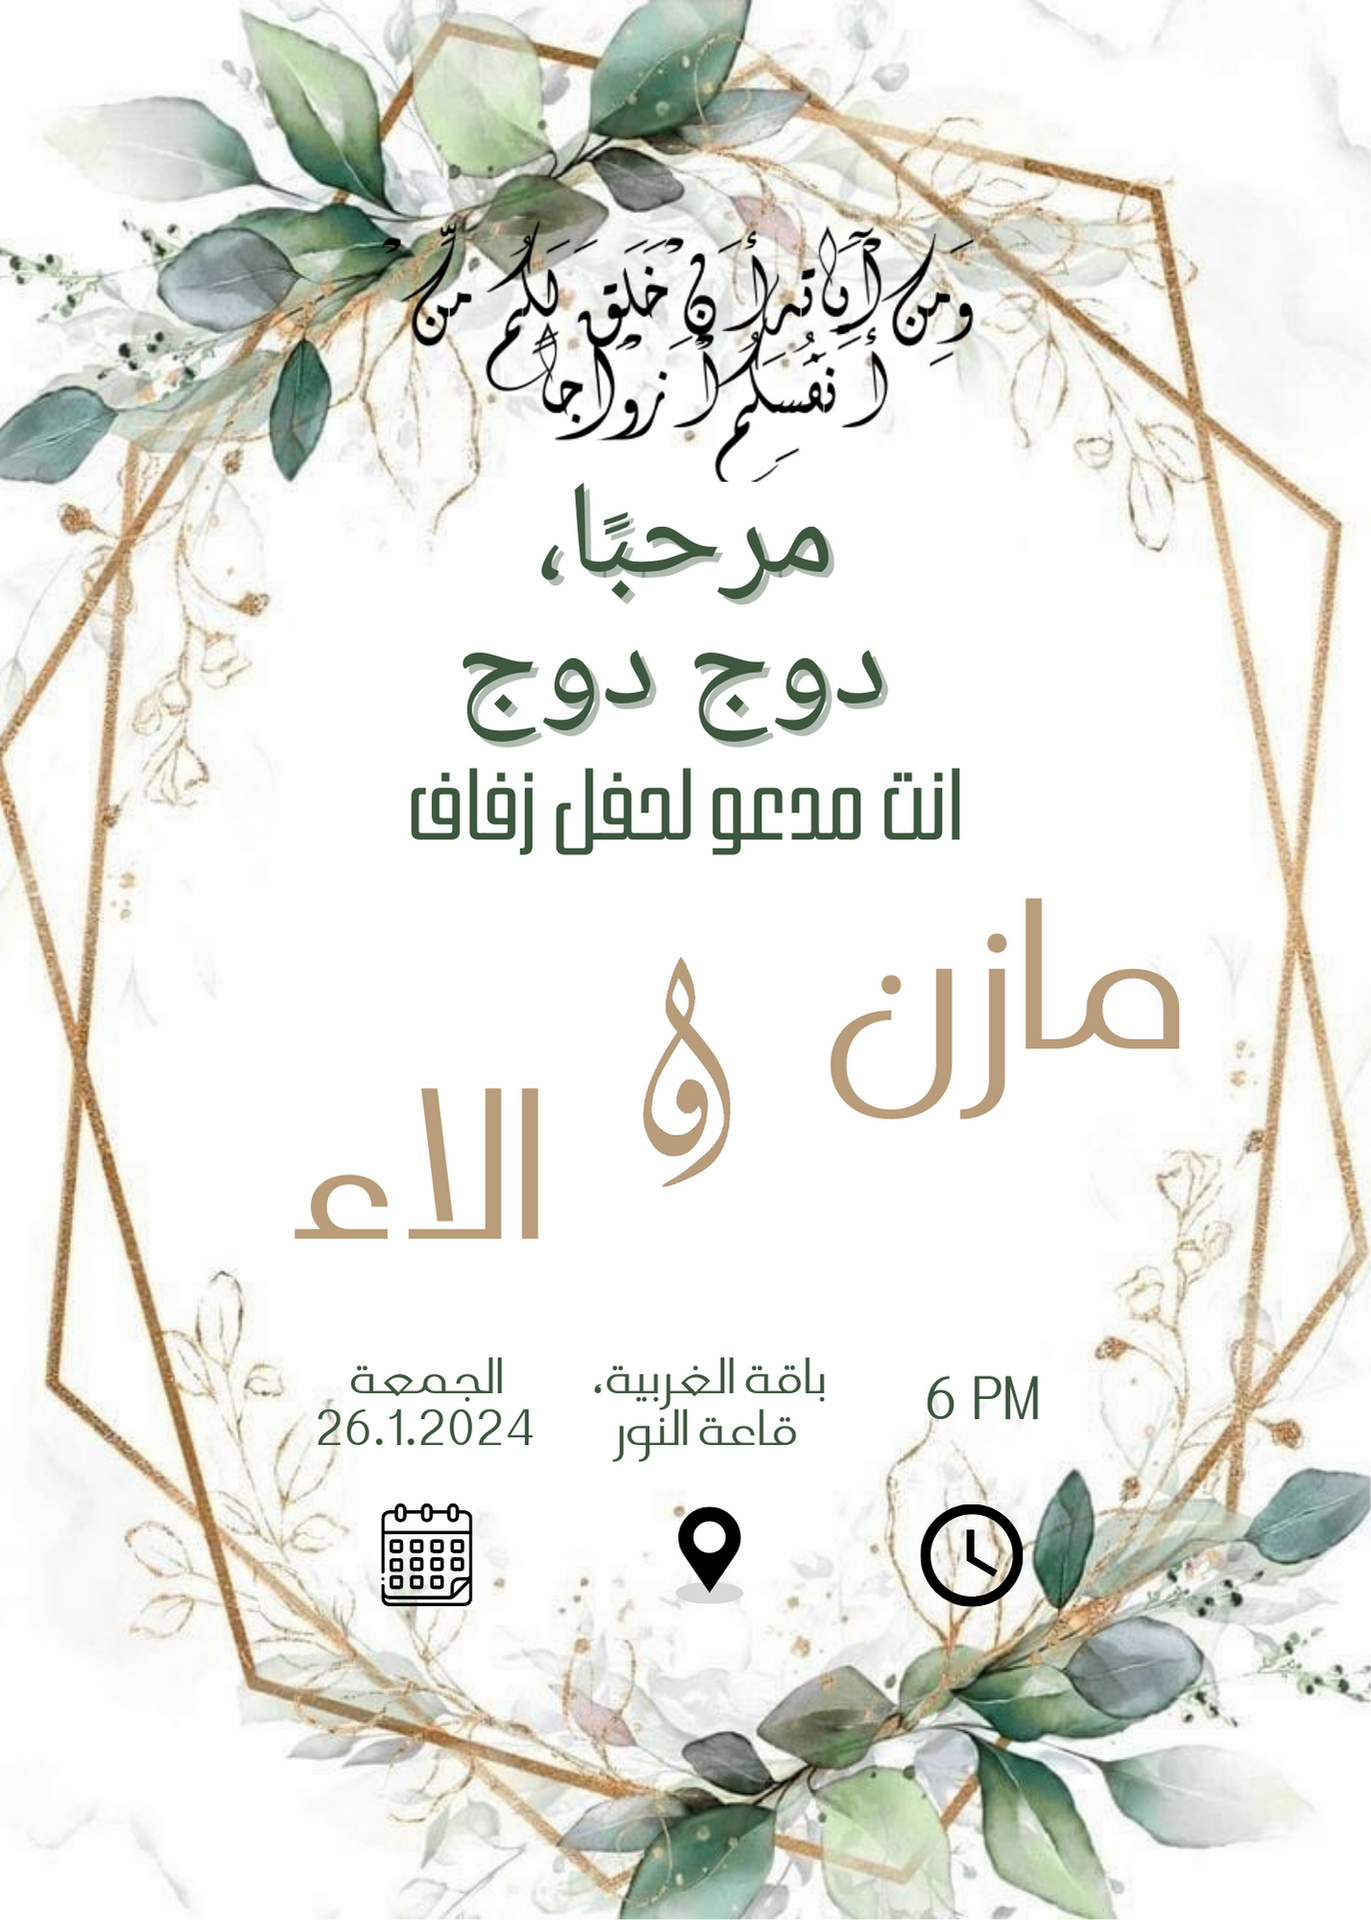 وَمِنْ آيَاتِهِ أَنْ خَلَقَ لَكُم مِّنْ
أَنفُسِكُمْ أَزْوَاجًا
مرحبًا،
دوج دوج
انت مدعو لحفل زفاف
مازن
و
الاء
6 PM
باقة الغربية،
قاعة النور
الجمعة
26.1.2024